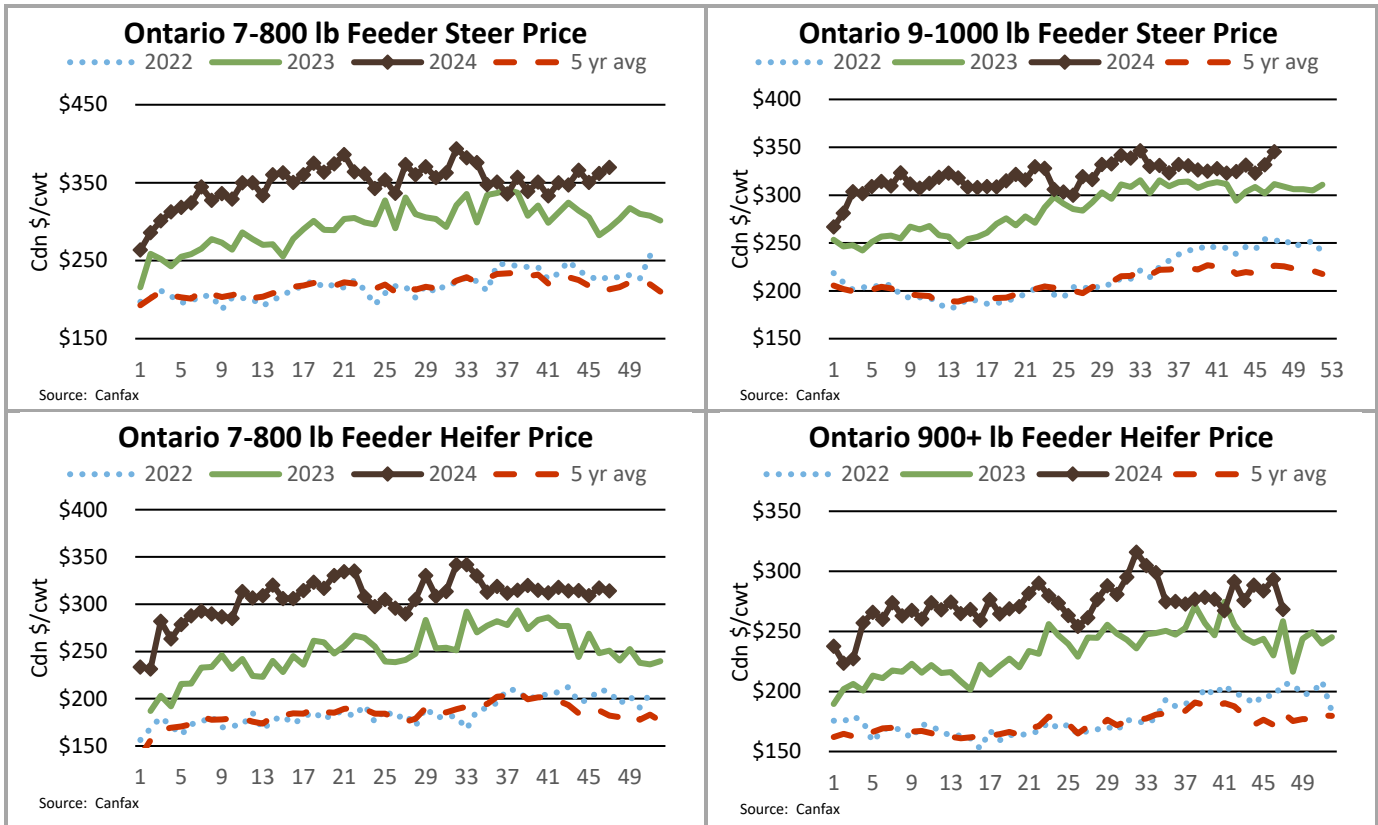 Ontario 7-800 lb Feeder Steer Price
2022 2023 2024 5 yr avg
Cdn $/cwt
$450
$350
$250
$150
1 5 9 13 17 21 25 29 33 37 41 45 49
Source: Canfax
Ontario 9-1000 lb Feeder Steer Price
2022 2023 2024 5 yr avg
Cdn $/cwt
$400
$350
$300
$250
$200
$150
1 5 9 13 17 21 25 29 33 37 41 45 49 53
Source: Canfax
Ontario 7-800 lb Feeder Heifer Price
2022 2023 2024 5 yr avg
Cdn $/cwt
$400
$350
$300
$250
$200
$150
1 5 9 13 17 21 25 29 33 37 41 45 49
Source: Canfax
Ontario 900+ lb Feeder Heifer Price
2022 2023 2024 5 yr avg
Cdn $/cwt
$350
$300
$250
$200
$150
1 5 9 13 17 21 25 29 33 37 41 45 49
Source: Canfax